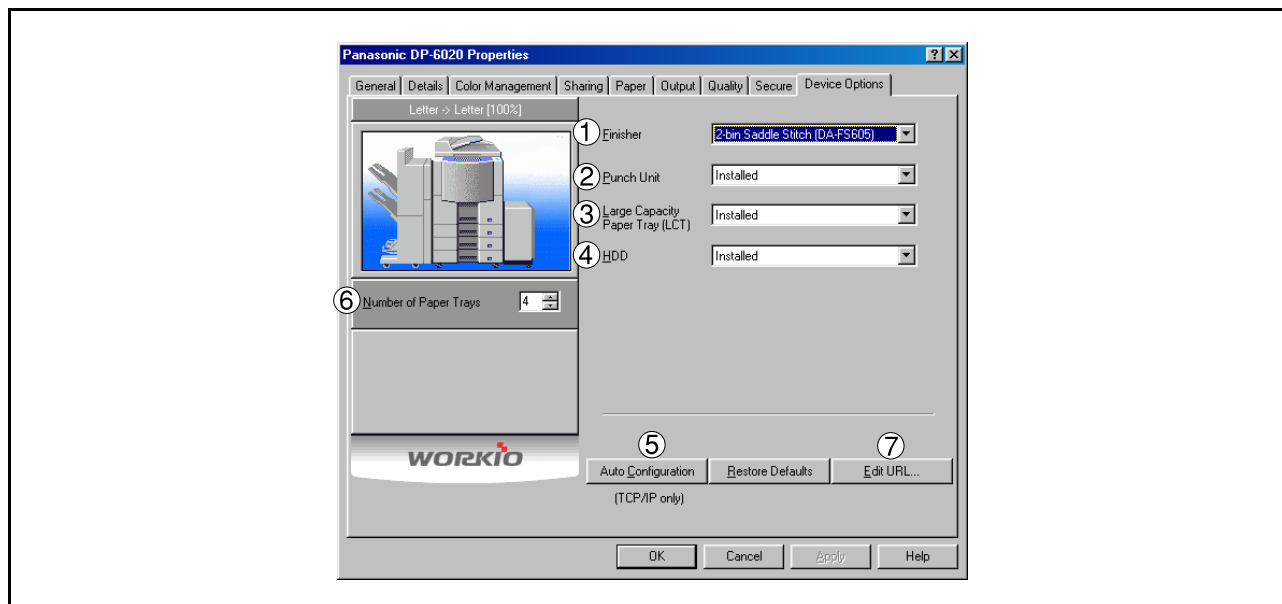 Panasonic DP-6020 Properties
General Details Color Management Sharing Paper Output Quality Secure Device Options
Letter -> Letter [100%]
① Finisher 2-bin Saddle Stitch (DA-FS605)
② Punch Unit Installed
③ Large Capacity
Paper Tray (LCT) Installed
④ HDD Installed
⑥ Number of Paper Trays 4
WORKIO
⑤ ⑦
Auto Configuration Restore Defaults Edit URL...
(TCP/IP only)
OK Cancel Apply Help